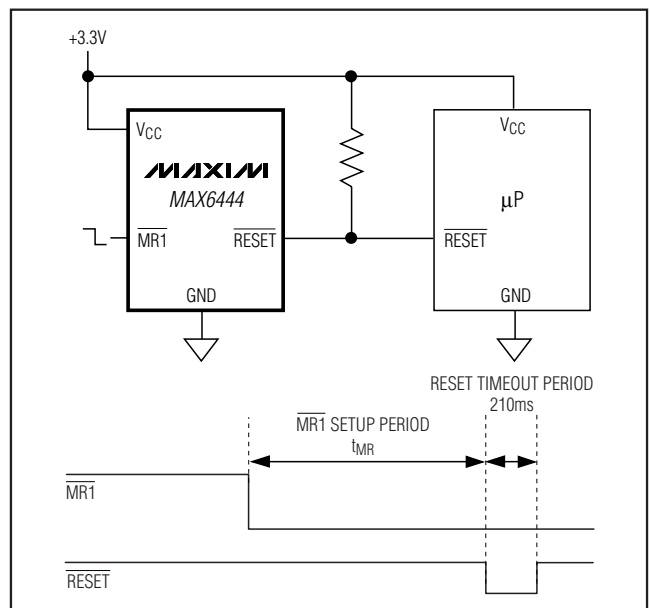 +3.3V
VCC
MAXIM
MAX6444
MR1
RESET
GND
VCC
μP
RESET
GND
RESET TIMEOUT PERIOD
210ms
MR1 SETUP PERIOD
tMR
MR1
RESET